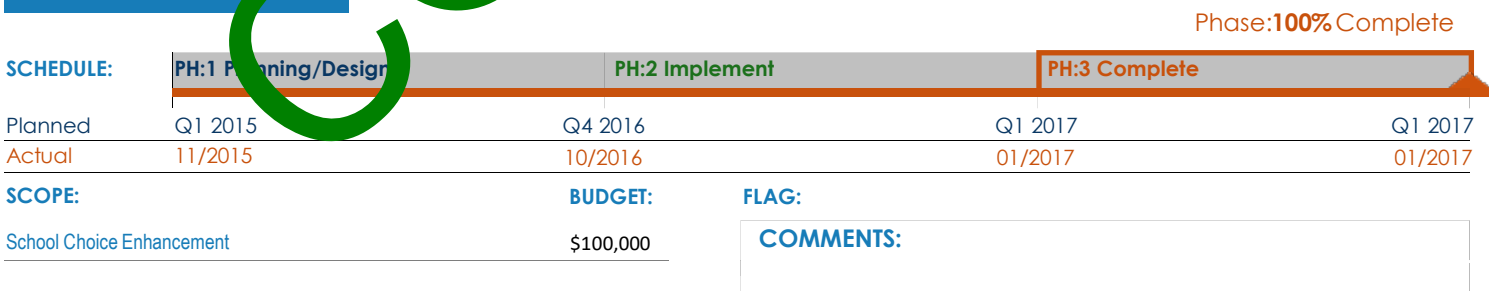 Phase:100% Complete
SCHEDULE: PH:1 Planning/Design PH:2 Implement PH:3 Complete
Planned Q1 2015 Q4 2016 Q1 2017 Q1 2017
Actual 11/2015 10/2016 01/2017 01/2017
SCOPE: BUDGET: FLAG:
School Choice Enhancement $100,000 COMMENTS: